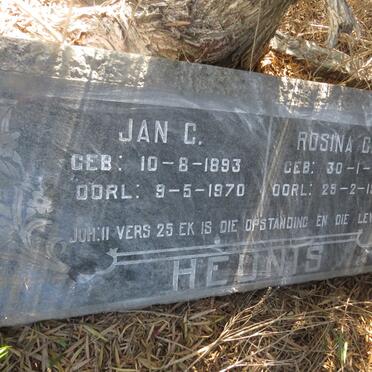 JAN C.
GEB: 10-8-1893
OORL: 9-5-1970
ROSINA C
GEB: 30-1-
OORL: 25-2-1
JOH:11 VERS 25 EK IS DIE OPSTANDING EN DIE LEW